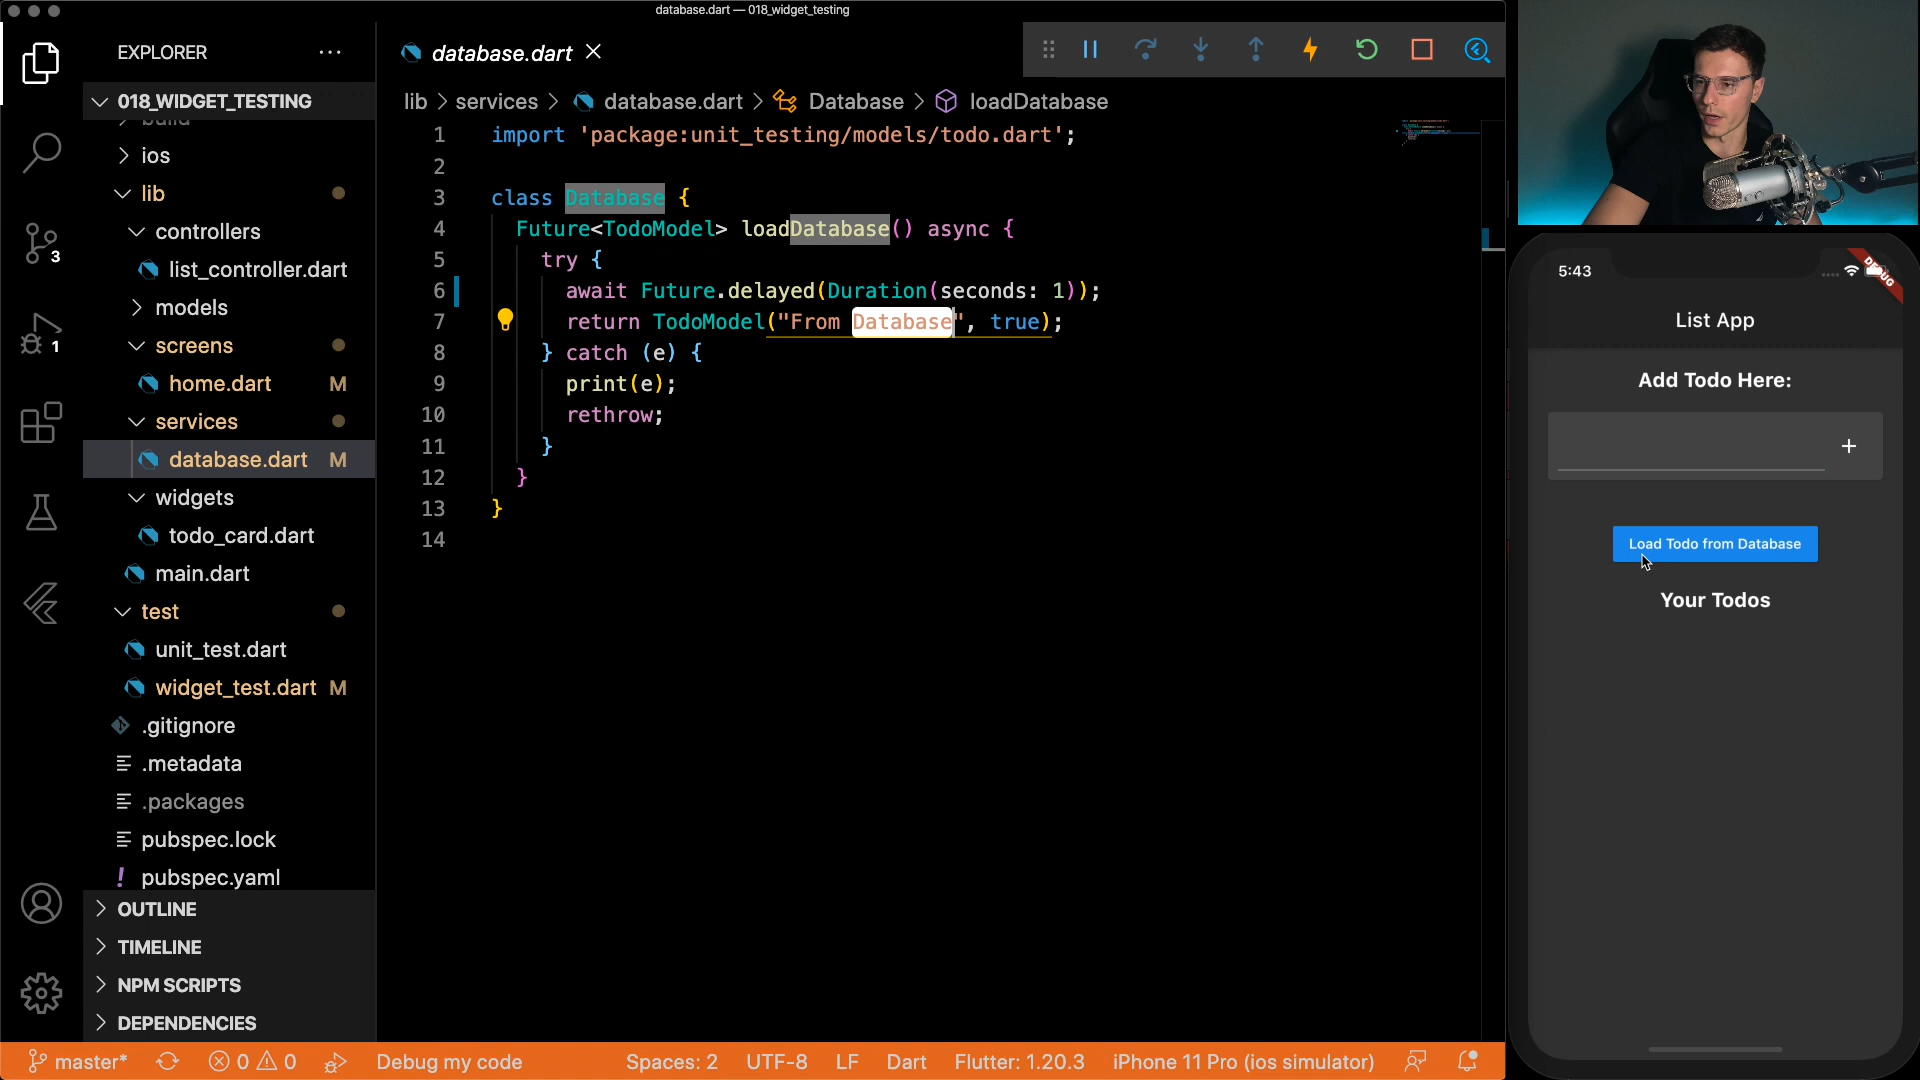 database.dart — 018_widget_testing
EXPLORER
018_WIDGET_TESTING
build
ios
lib
controllers
list_controller.dart
models
screens
home.dart M
services
database.dart M
widgets
todo_card.dart
main.dart
test
unit_test.dart
widget_test.dart M
.gitignore
.metadata
.packages
pubspec.lock
! pubspec.yaml
OUTLINE
TIMELINE
NPM SCRIPTS
DEPENDENCIES
3
1
database.dart
lib > services > database.dart > Database > loadDatabase
1 import 'package:unit_testing/models/todo.dart';
2
3 class Database {
4 Future<TodoModel> loadDatabase() async {
5 try {
6 await Future.delayed(Duration(seconds: 1));
7 return TodoModel("From Database", true);
8 } catch (e) {
9 print(e);
10 rethrow;
11 }
12 }
13 }
14
5:43
DEBUG
List App
Add Todo Here:
+
Load Todo from Database
Your Todos
master* 0 0 Debug my code Spaces: 2 UTF-8 LF Dart Flutter: 1.20.3 iPhone 11 Pro (ios simulator)